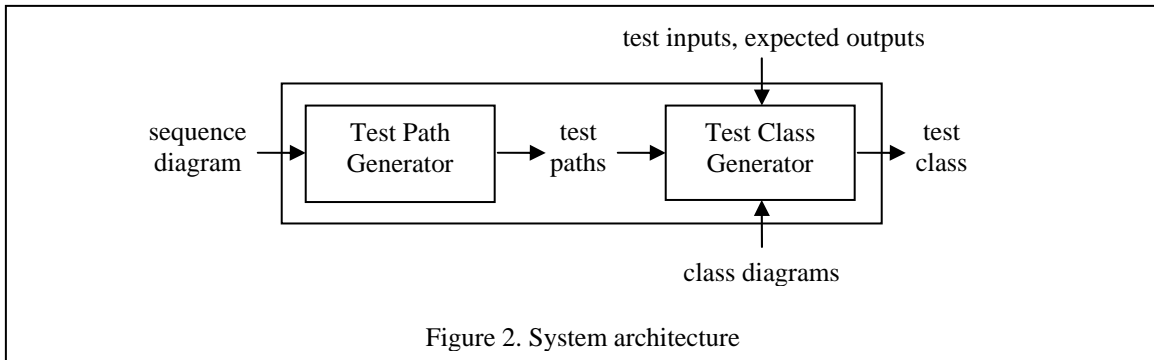 test inputs, expected outputs
sequence
diagram
Test Path
Generator
test
paths
Test Class
Generator
test
class
class diagrams
Figure 2. System architecture